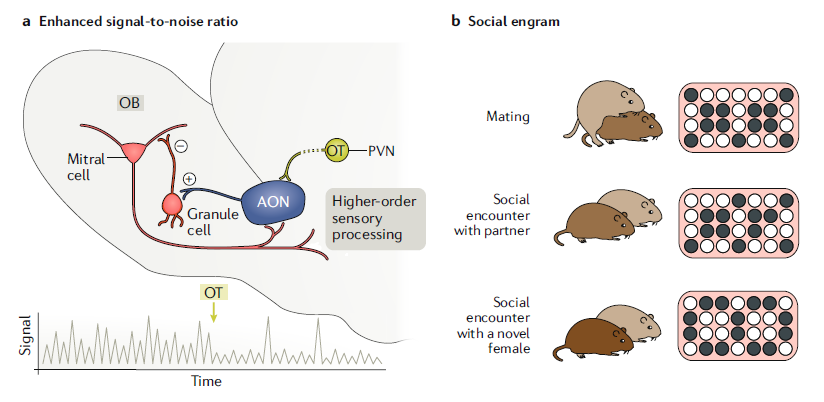 a Enhanced signal-to-noise ratio
OB
Mitral
cell
−
+
Granule
cell
AON
OT
PVN
Higher-order
sensory
processing
OT
Signal
Time
b Social engram
Mating
Social
encounter
with partner
Social
encounter
with a novel
female